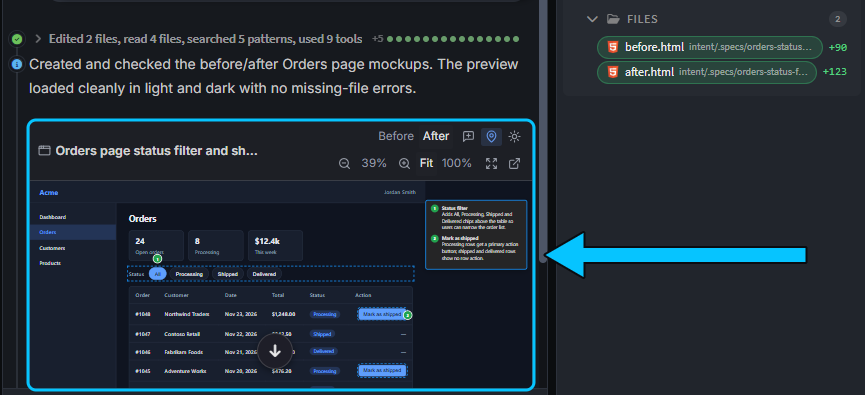 Edited 2 files, read 4 files, searched 5 patterns, used 9 tools +5
Created and checked the before/after Orders page mockups. The preview
loaded cleanly in light and dark with no missing-file errors.
Before After
Orders page status filter and sh...
39% Fit 100%
Acme
Jordan Smith
Dashboard
Orders
Customers
Products
Orders
24
Open orders
8
Processing
$12.4k
This week
1
Status All Processing Shipped Delivered
Order Customer Date Total Status Action
#1048 Northwind Traders Nov 23, 2026 $1,248.00 Processing Mark as shipped 2
#1047 Contoso Retail Nov 22, 2026 Shipped —
#1046 Fabrikam Foods Nov 21, Delivered —
#1045 Adventure Works Nov 20, 2026 $476.20 Processing Mark as shipped
1 Status filter
Adds All, Processing, Shipped and
Delivered chips above the table so
users can narrow the order list.
2 Mark as shipped
Processing rows get a primary action
button; shipped and delivered rows
show no row action.
FILES 2
before.html intent/.specs/orders-status... +90
after.html intent/.specs/orders-status-f... +123